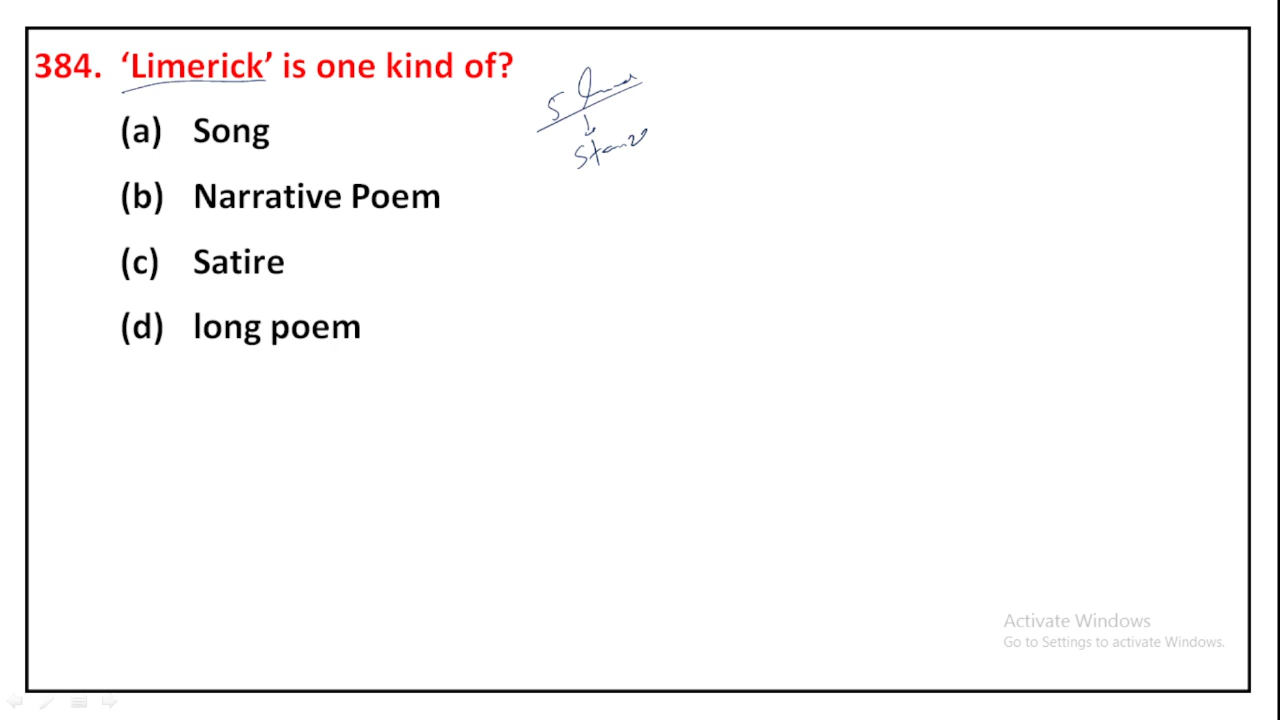 384. ‘Limerick’ is one kind of?
5
(a) Song
(b) Narrative Poem
(c) Satire
(d) long poem
Activate Windows
Go to Settings to activate Windows.